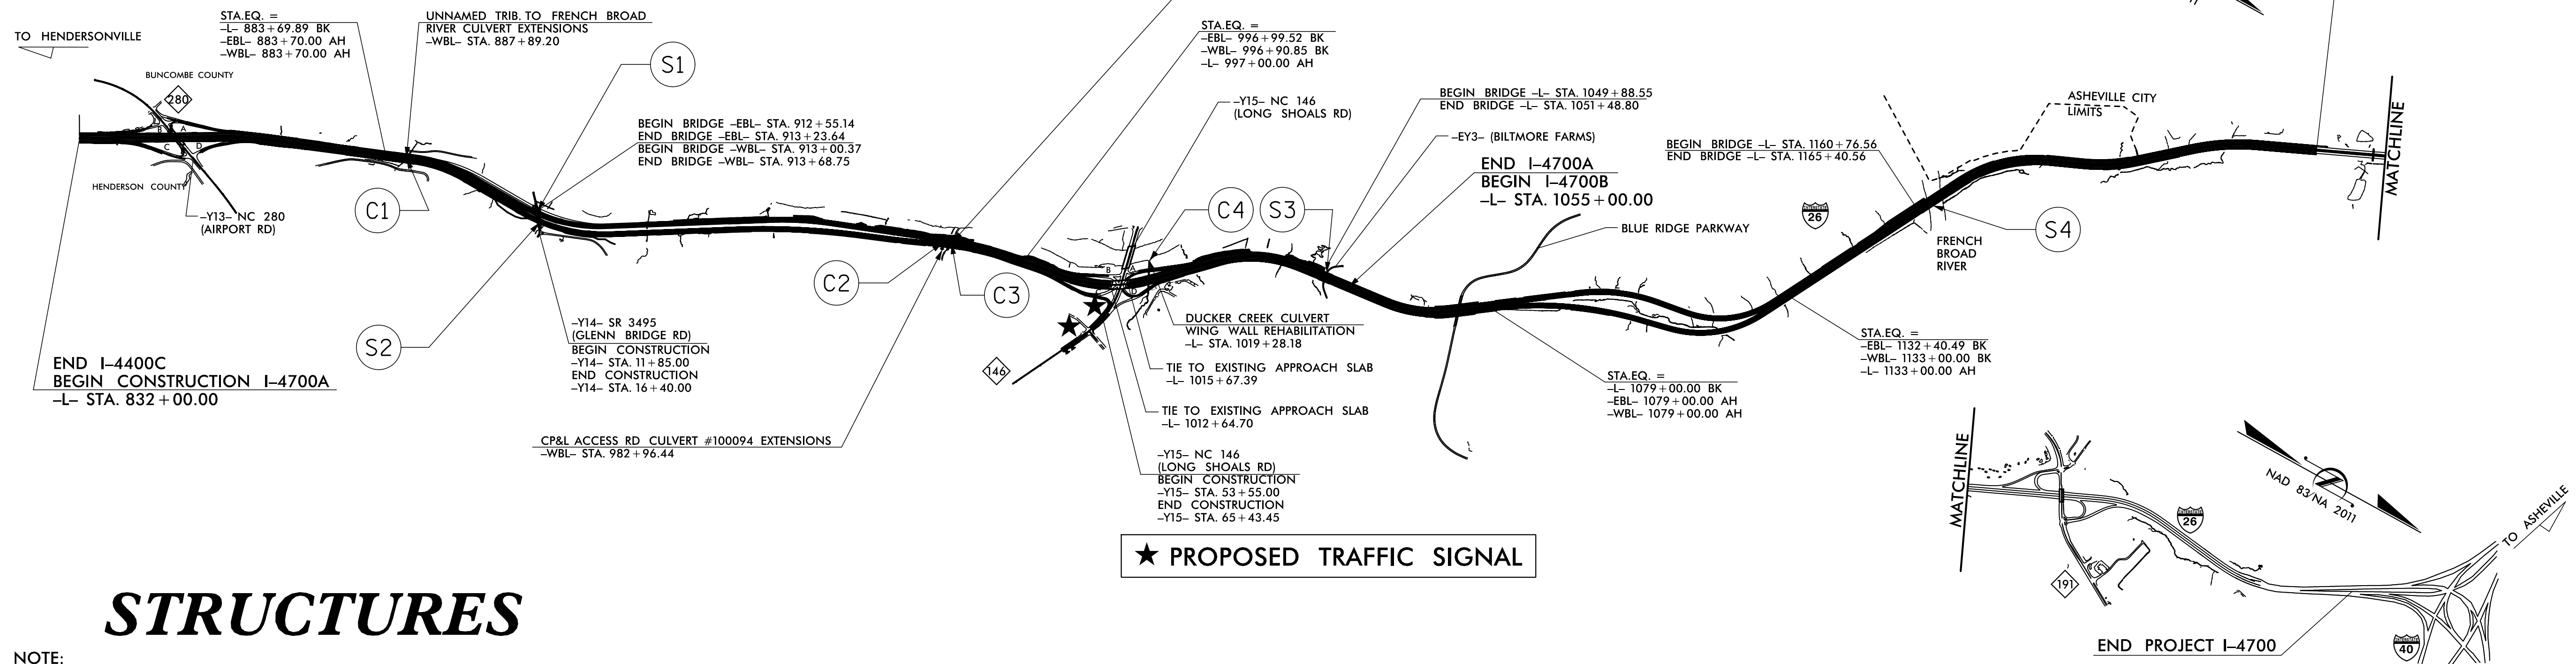 TO HENDERSONVILLE
STA.EQ. =
–L– 883+69.89 BK
–EBL– 883+70.00 AH
–WBL– 883+70.00 AH
UNNAMED TRIB. TO FRENCH BROAD
RIVER CULVERT EXTENSIONS
–WBL– STA. 887+89.20
BUNCOMBE COUNTY
280
B
A
C
D
HENDERSON COUNTY
–Y13– NC 280
(AIRPORT RD)
C1
S1
BEGIN BRIDGE –EBL– STA. 912+55.14
END BRIDGE –EBL– STA. 913+23.64
BEGIN BRIDGE –WBL– STA. 913+00.37
END BRIDGE –WBL– STA. 913+68.75
S2
–Y14– SR 3495
(GLENN BRIDGE RD)
BEGIN CONSTRUCTION
–Y14– STA. 11+85.00
END CONSTRUCTION
–Y14– STA. 16+40.00
END I–4400C
BEGIN CONSTRUCTION I–4700A
–L– STA. 832+00.00
CP&L ACCESS RD CULVERT #100094 EXTENSIONS
–WBL– STA. 982+96.44
C2
C3
STA.EQ. =
–EBL– 996+99.52 BK
–WBL– 996+90.85 BK
–L– 997+00.00 AH
–Y15– NC 146
(LONG SHOALS RD)
B
A
C4
S3
146
DUCKER CREEK CULVERT
WING WALL REHABILITATION
–L– STA. 1019+28.18
TIE TO EXISTING APPROACH SLAB
–L– 1015+67.39
TIE TO EXISTING APPROACH SLAB
–L– 1012+64.70
–Y15– NC 146
(LONG SHOALS RD)
BEGIN CONSTRUCTION
–Y15– STA. 53+55.00
END CONSTRUCTION
–Y15– STA. 65+43.45
BEGIN BRIDGE –L– STA. 1049+88.55
END BRIDGE –L– STA. 1051+48.80
–EY3– (BILTMORE FARMS)
END I–4700A
BEGIN I–4700B
–L– STA. 1055+00.00
BLUE RIDGE PARKWAY
STA.EQ. =
–L– 1079+00.00 BK
–EBL– 1079+00.00 AH
–WBL– 1079+00.00 AH
BEGIN BRIDGE –L– STA. 1160+76.56
END BRIDGE –L– STA. 1165+40.56
26
ASHEVILLE CITY
LIMITS
FRENCH
BROAD
RIVER
S4
STA.EQ. =
–EBL– 1132+40.49 BK
–WBL– 1133+00.00 BK
–L– 1133+00.00 AH
MATCHLINE
MATCHLINE
NAD 83/NA 2011
26
191
TO ASHEVILLE
END PROJECT I–4700
40
★ PROPOSED TRAFFIC SIGNAL
STRUCTURES
NOTE: